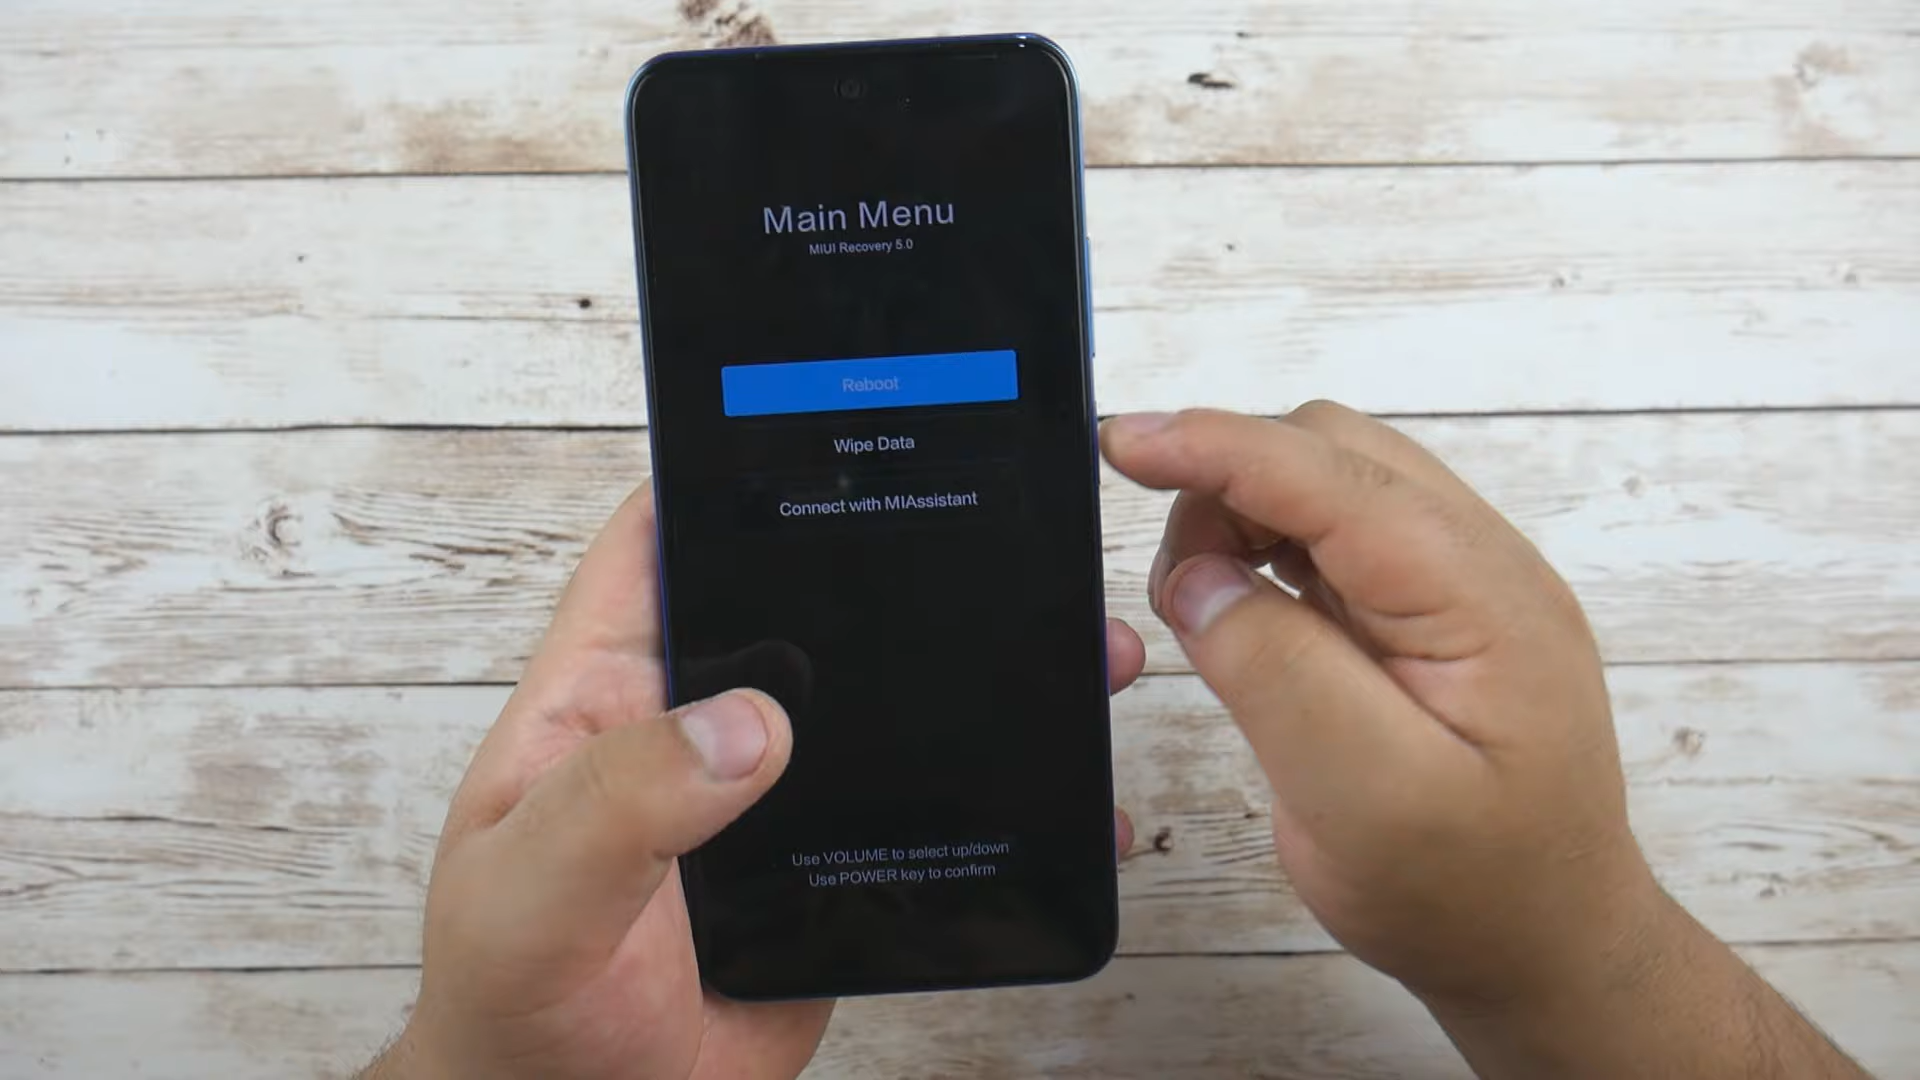 Main Menu
MIUI Recovery 5.0
Reboot
Wipe Data
Connect with MIAssistant
Use VOLUME to select up/down
Use POWER key to confirm